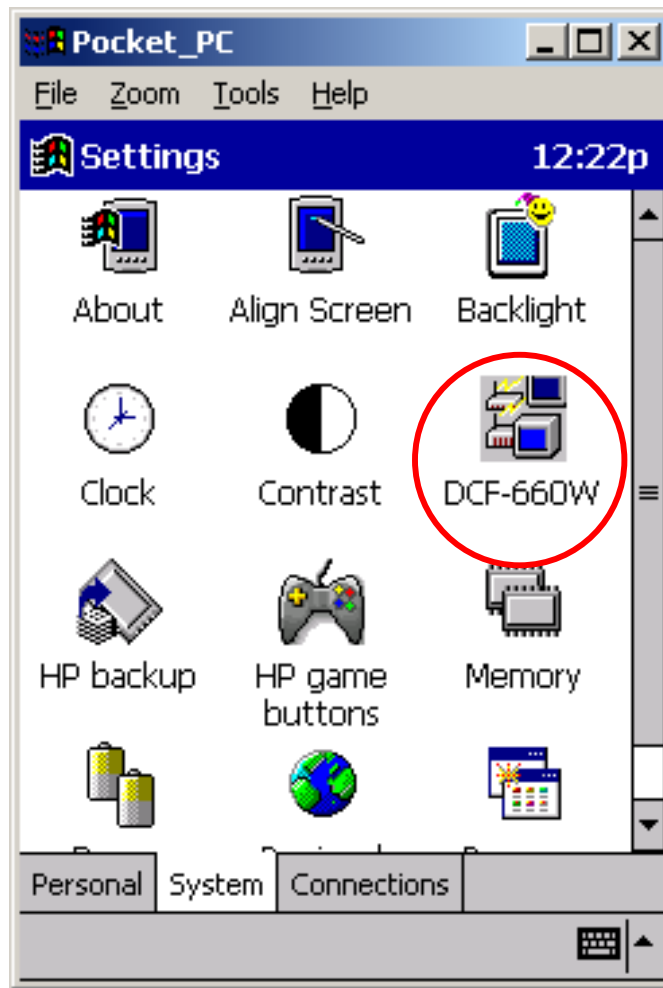 Pocket_PC
File Zoom Tools Help
Settings 12:22p
About Align Screen Backlight
Clock Contrast DCF-660W
HP backup HP game buttons Memory
Personal System Connections